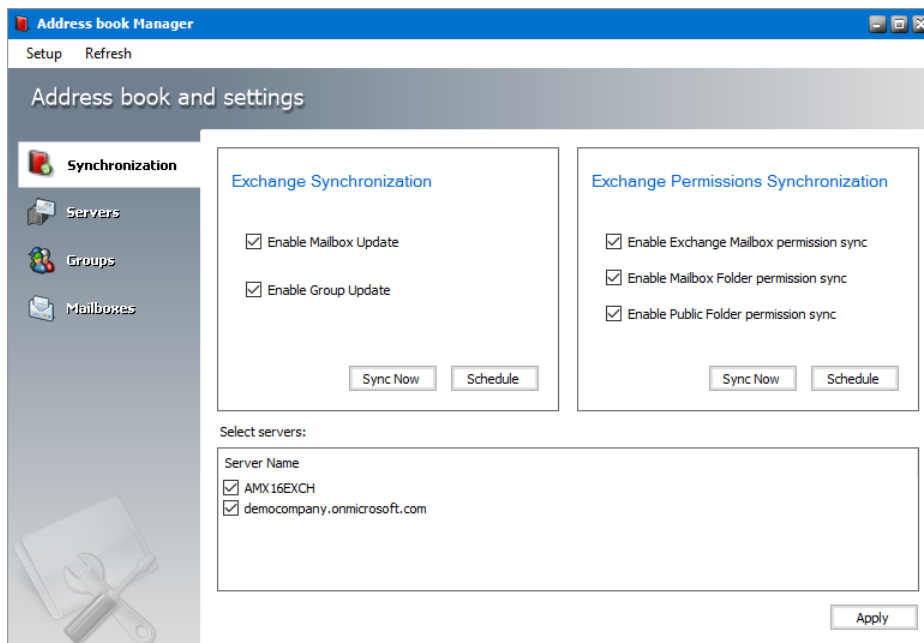 Address book Manager
Setup Refresh
Address book and settings
Synchronization
Servers
Groups
Mailboxes
Exchange Synchronization
Enable Mailbox Update
Enable Group Update
Sync Now Schedule
Exchange Permissions Synchronization
Enable Exchange Mailbox permission sync
Enable Mailbox Folder permission sync
Enable Public Folder permission sync
Sync Now Schedule
Select servers:
Server Name
AMX16EXCH
democompany.onmicrosoft.com
Apply